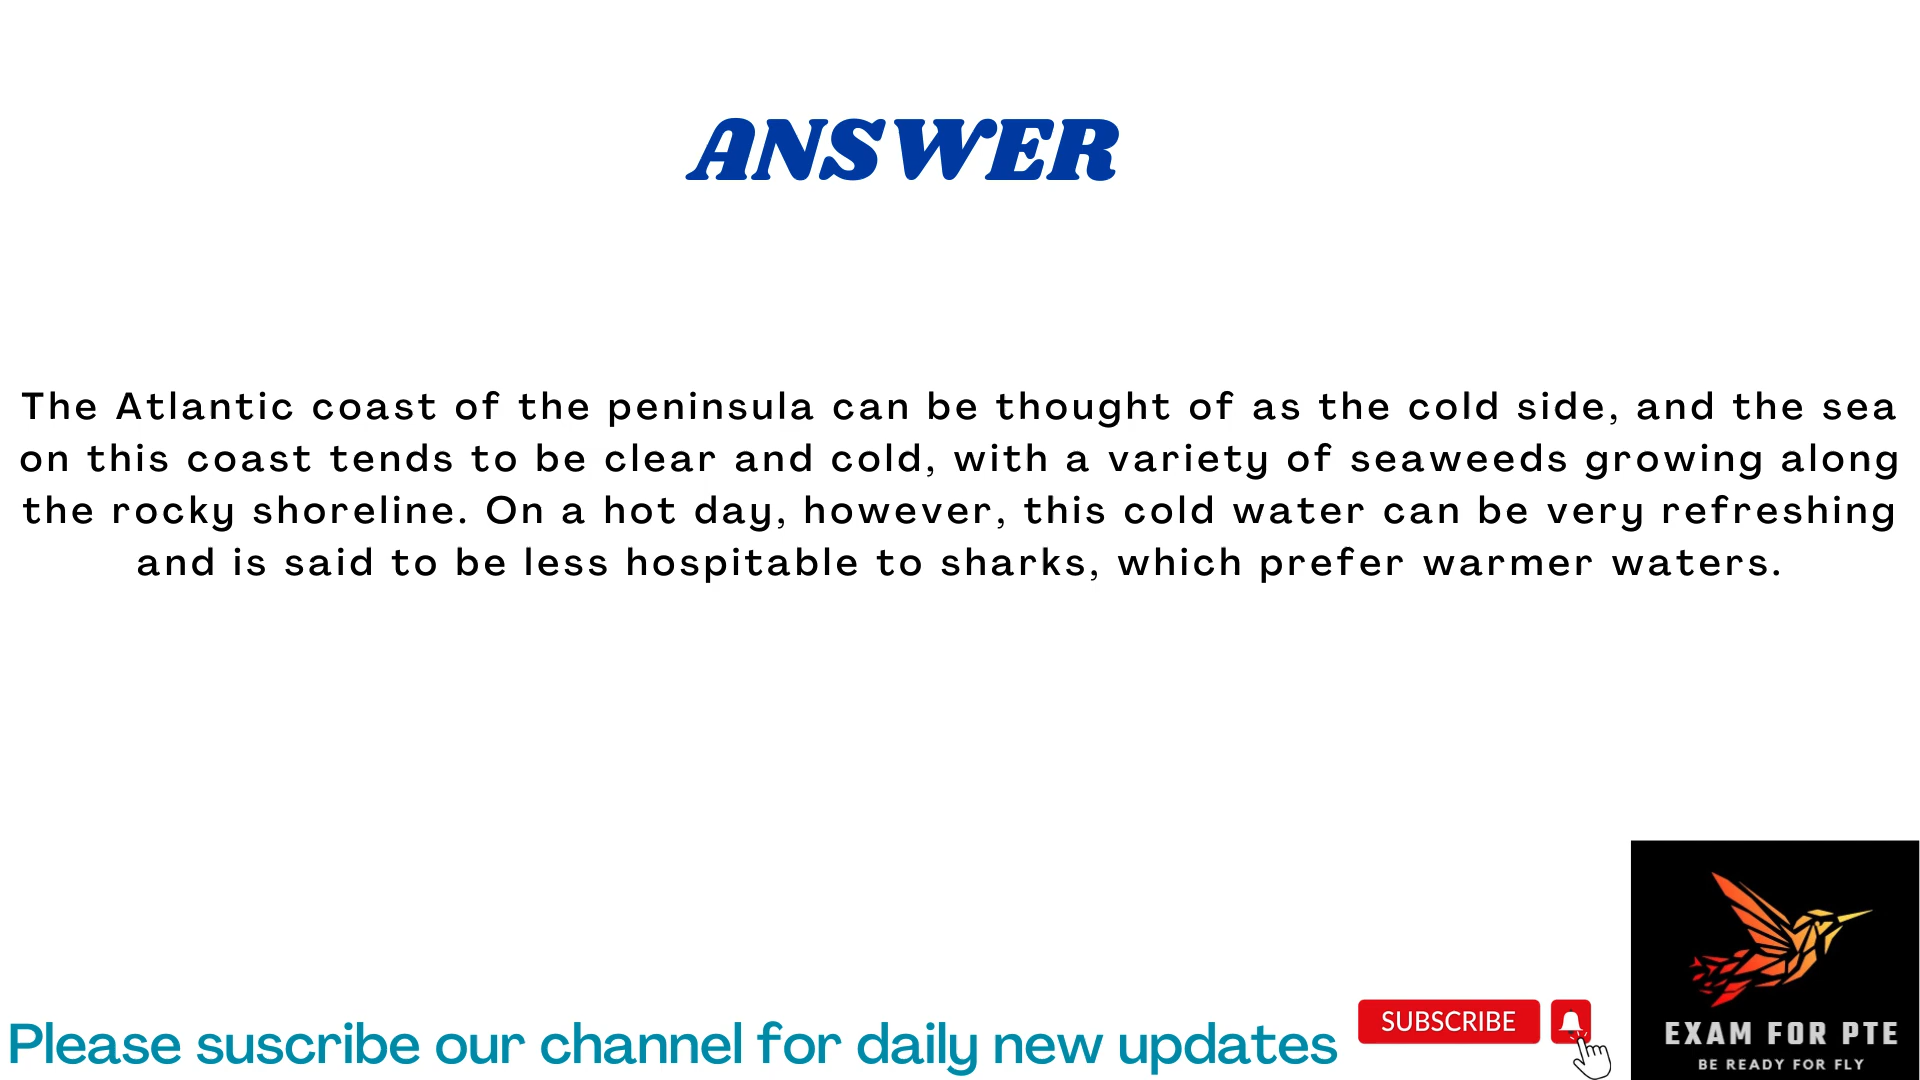 ANSWER
The Atlantic coast of the peninsula can be thought of as the cold side, and the sea
on this coast tends to be clear and cold, with a variety of seaweeds growing along
the rocky shoreline. On a hot day, however, this cold water can be very refreshing
and is said to be less hospitable to sharks, which prefer warmer waters.
Please suscribe our channel for daily new updates
SUBSCRIBE
EXAM FOR PTE
BE READY FOR FLY